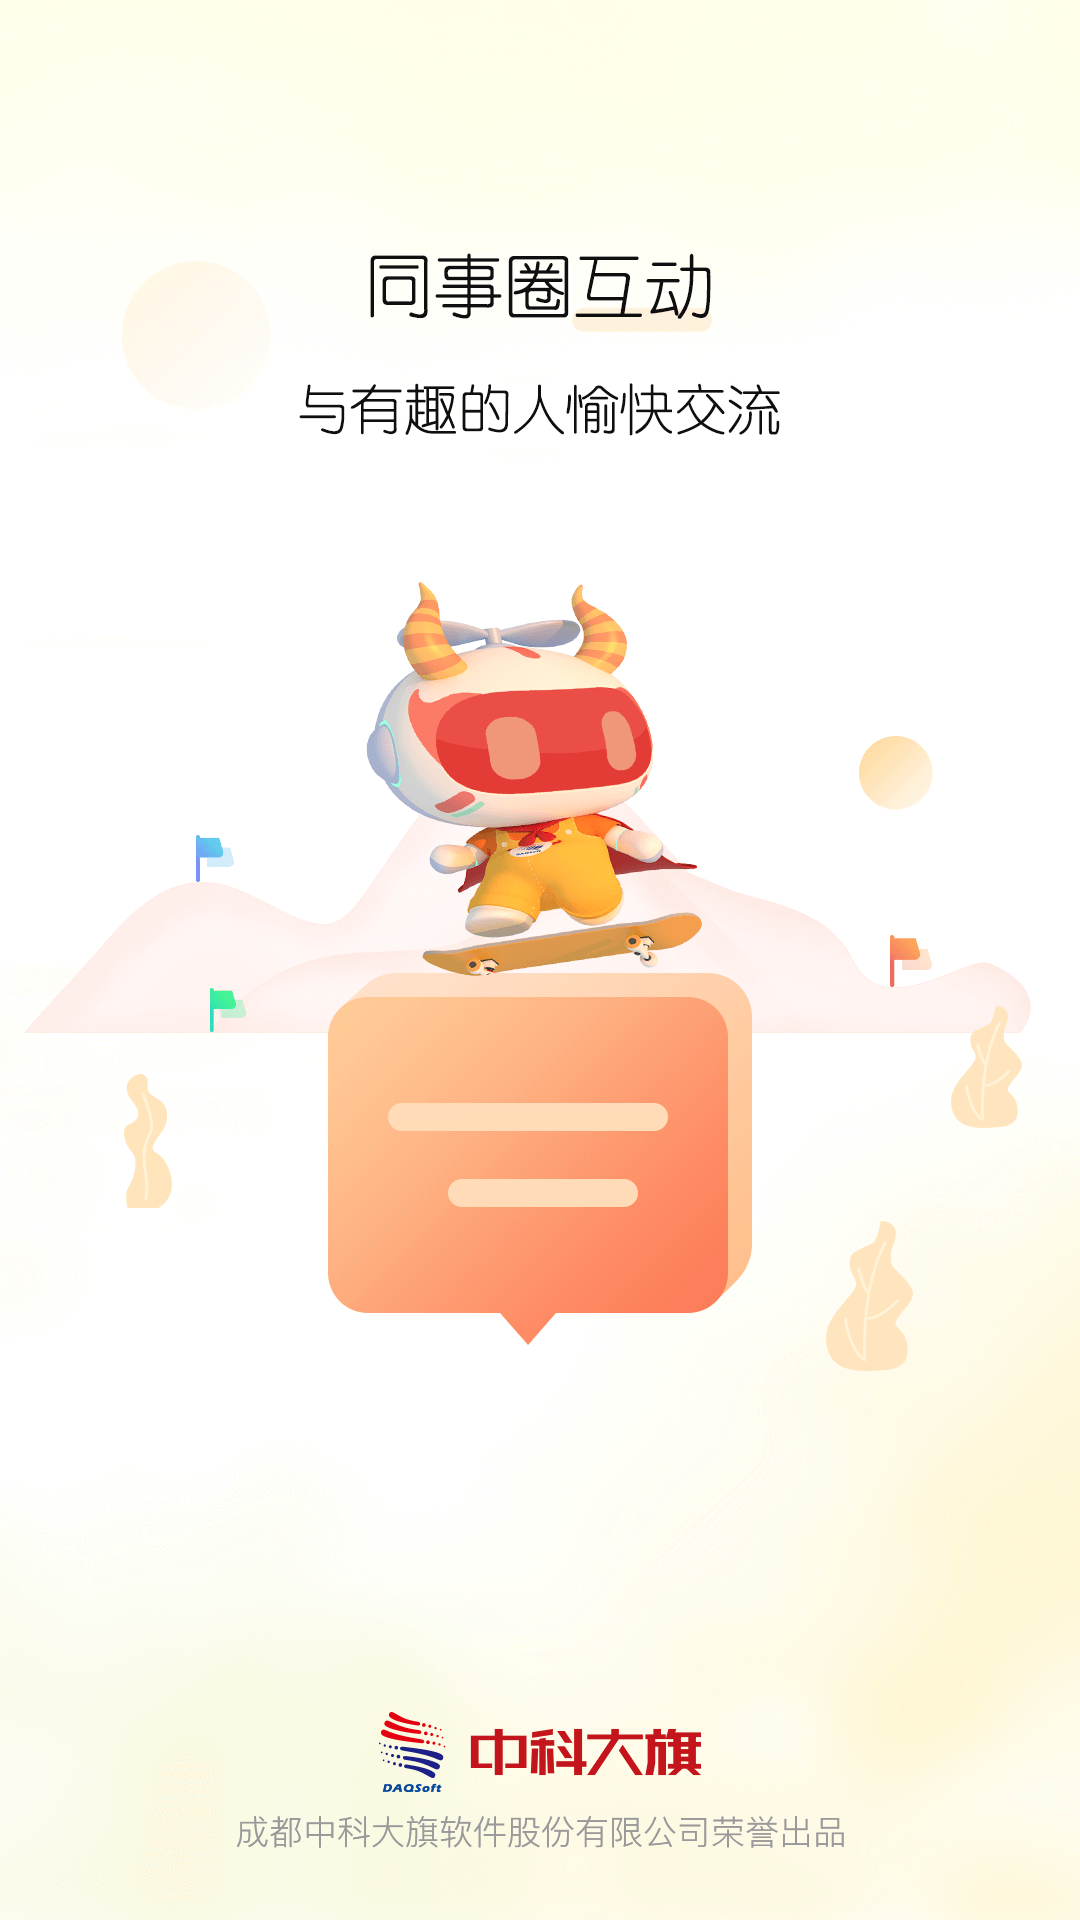 同事圈互动
与有趣的人愉快交流
中科大旗
DAQSoft
成都中科大旗软件股份有限公司荣誉出品